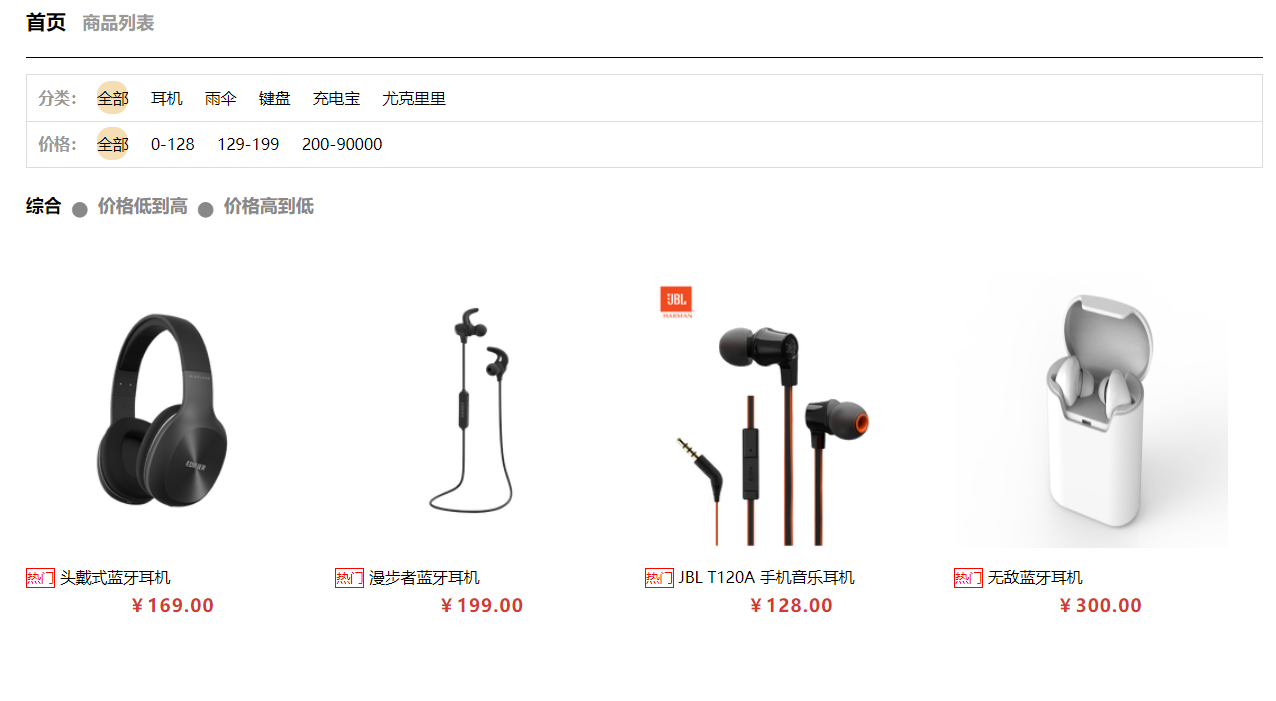 首页 商品列表
分类: 全部 耳机 雨伞 键盘 充电宝 尤克里里
价格: 全部 0-128 129-199 200-90000
综合 价格低到高 价格高到低
EDIFIER
JBL
HARMAN
热门 头戴式蓝牙耳机
¥ 169.00
热门 漫步者蓝牙耳机
¥ 199.00
热门 JBL T120A 手机音乐耳机
¥ 128.00
热门 无敌蓝牙耳机
¥ 300.00